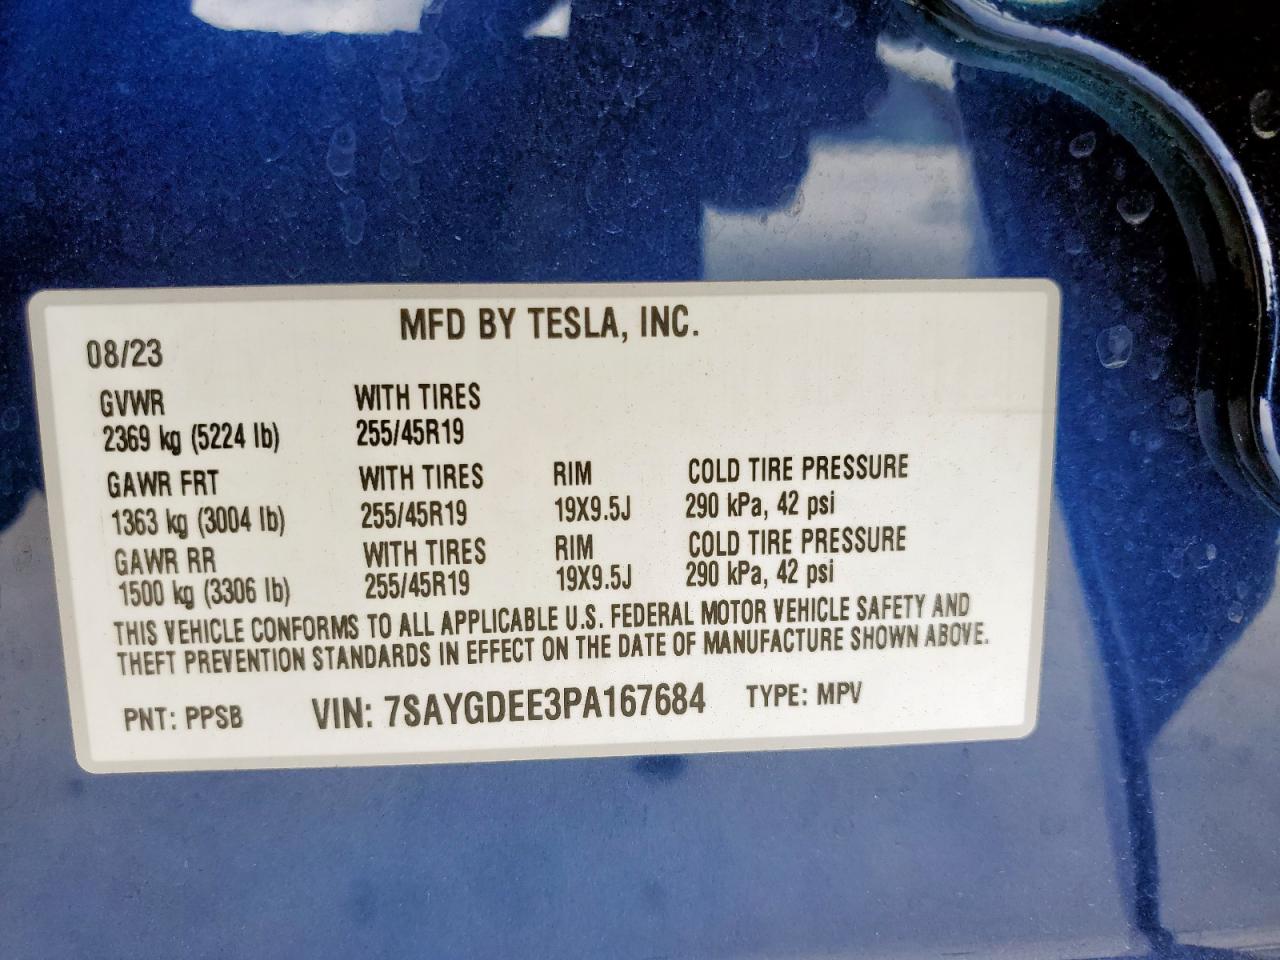 MFD BY TESLA, INC.
08/23
GVWR WITH TIRES
2369 kg (5224 lb) 255/45R19
GAWR FRT WITH TIRES RIM COLD TIRE PRESSURE
1363 kg (3004 lb) 255/45R19 19X9.5J 290 kPa, 42 psi
GAWR RR WITH TIRES RIM COLD TIRE PRESSURE
1500 kg (3306 lb) 255/45R19 19X9.5J 290 kPa, 42 psi
THIS VEHICLE CONFORMS TO ALL APPLICABLE U.S. FEDERAL MOTOR VEHICLE SAFETY AND
THEFT PREVENTION STANDARDS IN EFFECT ON THE DATE OF MANUFACTURE SHOWN ABOVE.
PNT: PPSB VIN: 7SAYGDEE3PA167684 TYPE: MPV